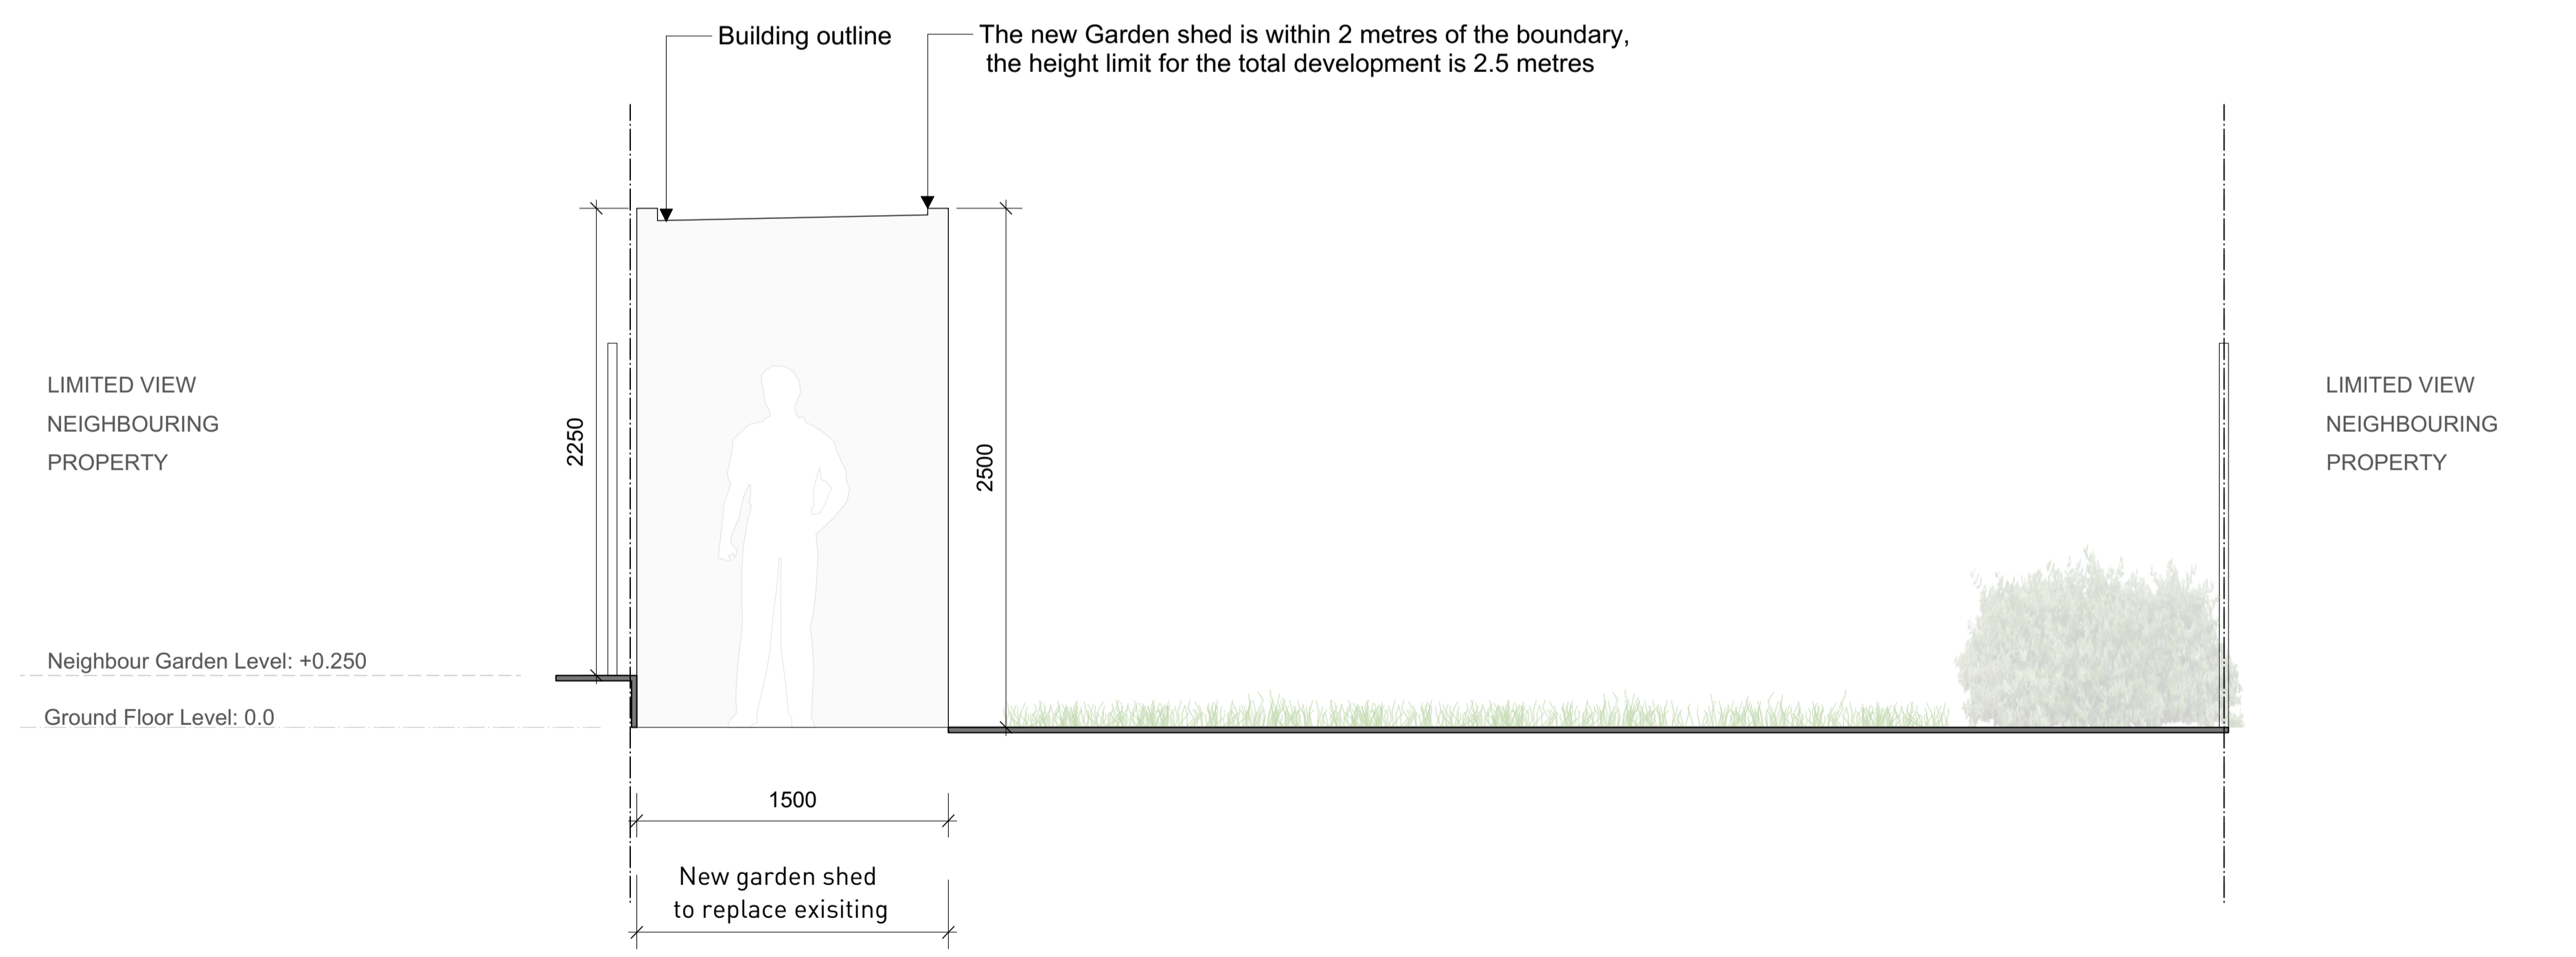 Building outline
The new Garden shed is within 2 metres of the boundary,
the height limit for the total development is 2.5 metres
LIMITED VIEW
NEIGHBOURING
PROPERTY
2250
2500
LIMITED VIEW
NEIGHBOURING
PROPERTY
Neighbour Garden Level: +0.250
Ground Floor Level: 0.0
1500
New garden shed
to replace exisiting